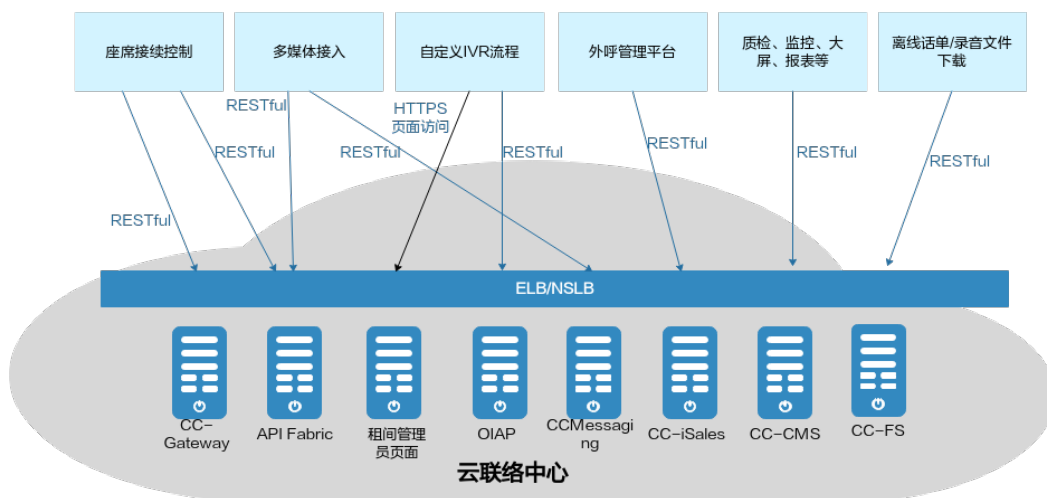 座席接续控制
多媒体接入
自定义IVR流程
外呼管理平台
质检、监控、大
屏、报表等
离线话单/录音文件
下载
RESTful
HTTPS
页面访问
RESTful
RESTful
RESTful
RESTful
RESTful
RESTful
RESTful
ELB/NSLB
CC-
Gateway
API Fabric
租间管理
员页面
OIAP
CCMessagi
ng
CC-iSales
CC-CMS
CC-FS
云联络中心